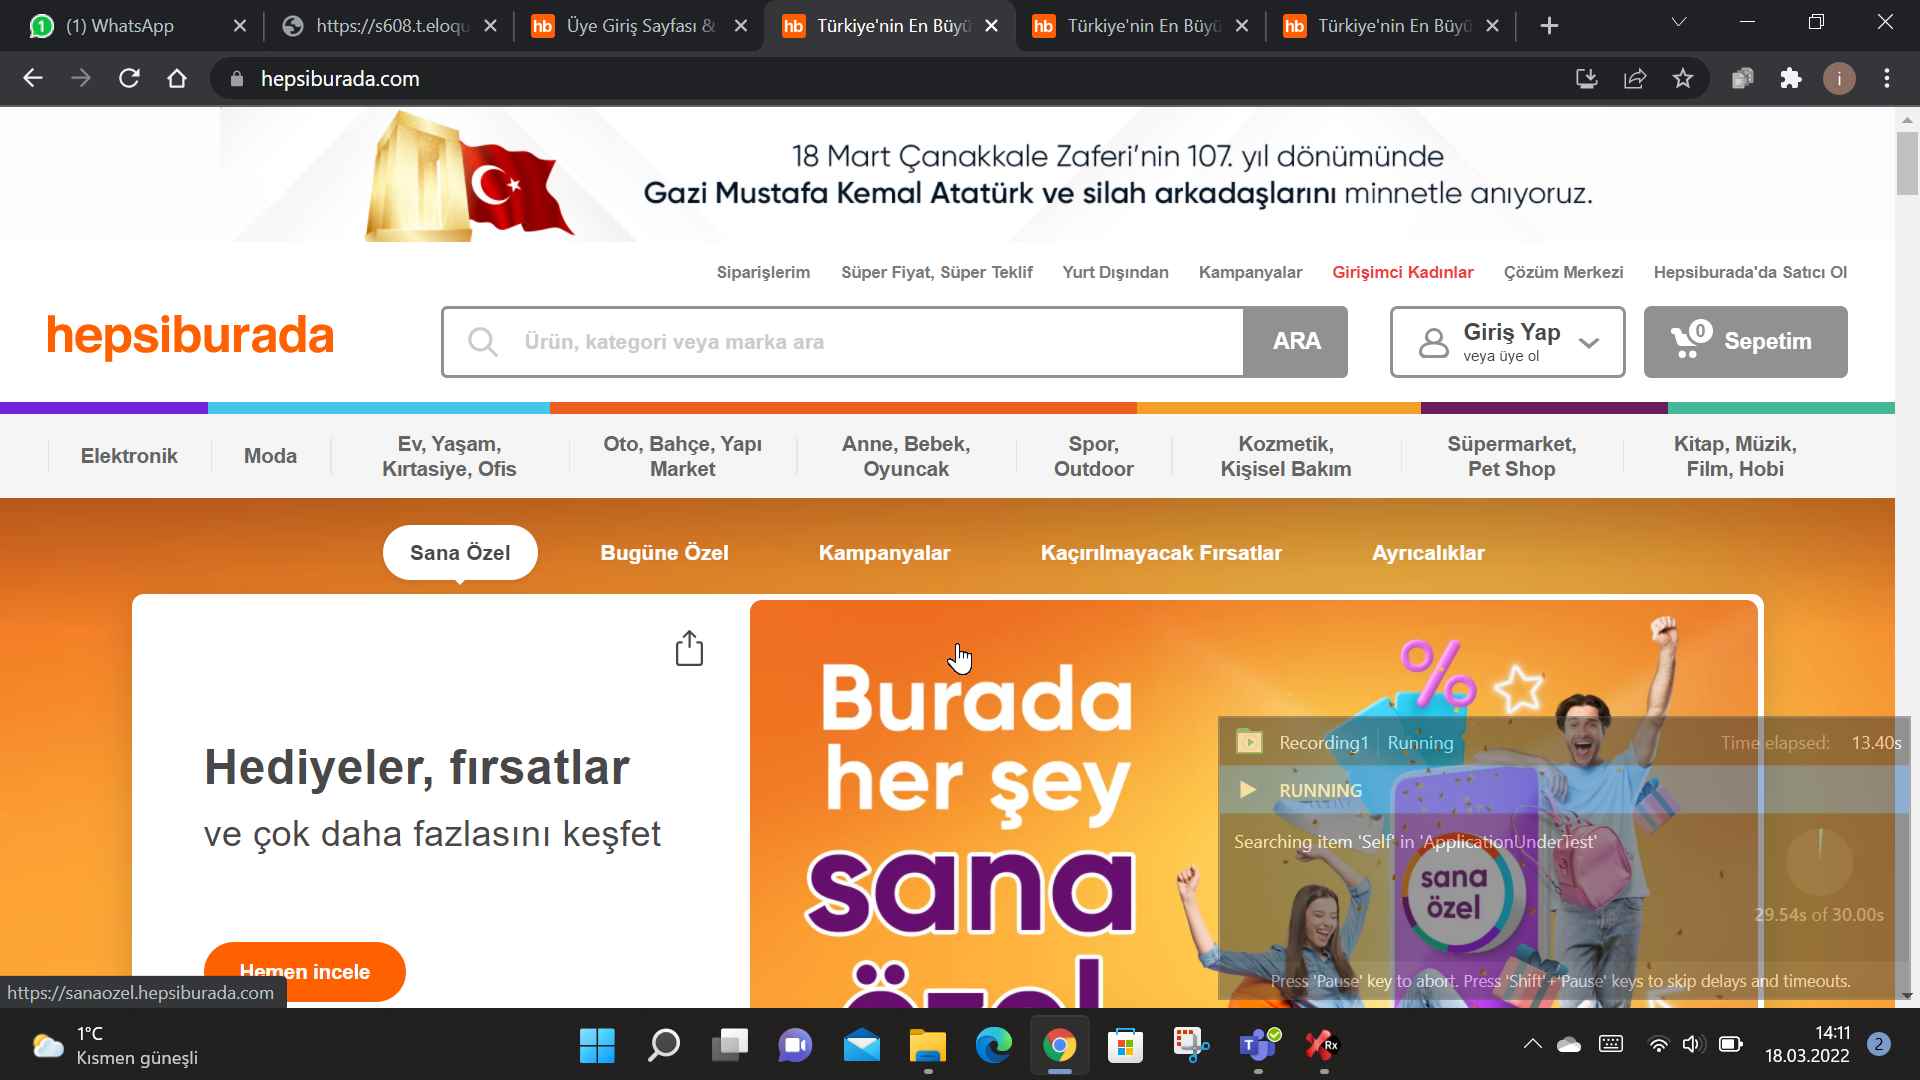 (1) WhatsApp
https://s608.t.eloqu
hb Üye Giriş Sayfası &
hb Türkiye'nin En Büyü
hb Türkiye'nin En Büyü
hb Türkiye'nin En Büyü
hepsiburada.com
i
18 Mart Çanakkale Zaferi'nin 107. yıl dönümünde
Gazi Mustafa Kemal Atatürk ve silah arkadaşlarını minnetle anıyoruz.
Siparişlerim
Süper Fiyat, Süper Teklif
Yurt Dışından
Kampanyalar
Girişimci Kadınlar
Çözüm Merkezi
Hepsiburada'da Satıcı Ol
hepsiburada
Ürün, kategori veya marka ara
ARA
Giriş Yap
veya üye ol
0
Sepetim
Elektronik
Moda
Ev, Yaşam,
Kırtasiye, Ofis
Oto, Bahçe, Yapı
Market
Anne, Bebek,
Oyuncak
Spor,
Outdoor
Kozmetik,
Kişisel Bakım
Süpermarket,
Pet Shop
Kitap, Müzik,
Film, Hobi
Sana Özel
Bugüne Özel
Kampanyalar
Kaçırılmayacak Fırsatlar
Ayrıcalıklar
Hediyeler, fırsatlar
ve çok daha fazlasını keşfet
Hemen incele
Burada
her şey
sana
özel
%
sana
özel
Recording1 Running
Time elapsed: 13.40s
RUNNING
Searching item 'Self' in 'ApplicationUnderTest'
29.54s of 30.00s
Press 'Pause' key to abort. Press 'Shift'+'Pause' keys to skip delays and timeouts.
https://sanaozel.hepsiburada.com
1°C
Kısmen güneşli
T
Rx
14:11
18.03.2022
2